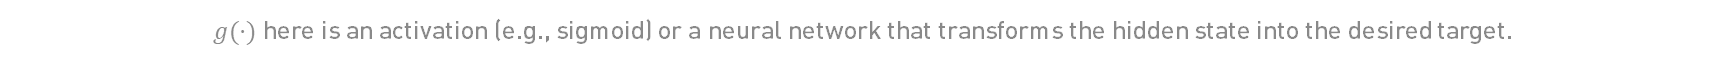 g(·) here is an activation (e.g., sigmoid) or a neural network that transforms the hidden state into the desired target.